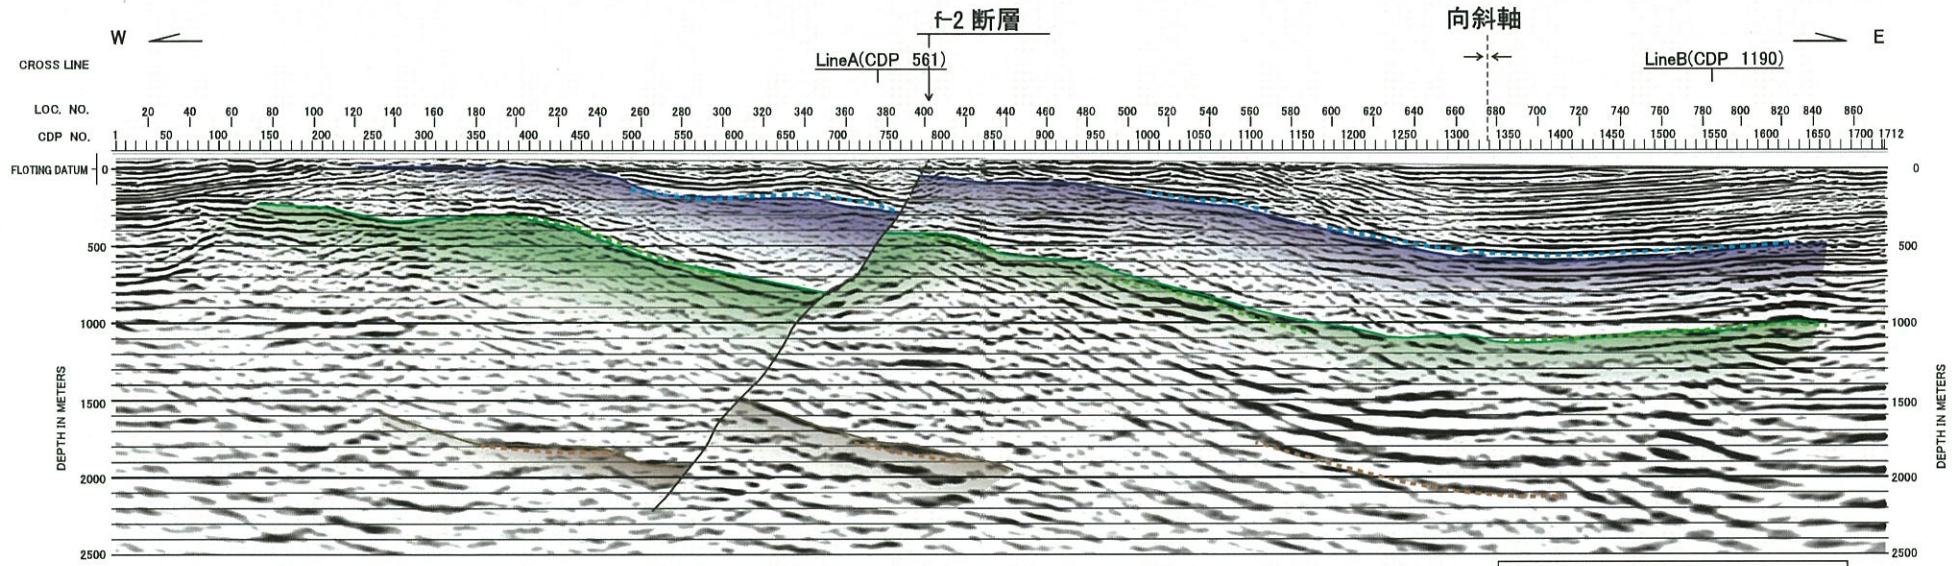 f-2 断層
向斜軸
W
E
CROSS LINE
LineA(CDP 561)
LineB(CDP 1190)
LOC. NO. 20 40 60 80 100 120 140 160 180 200 220 240 260 280 300 320 340 360 380 400 420 440 460 480 500 520 540 560 580 600 620 640 660 680 700 720 740 760 780 800 820 840 860
CDP NO. 1 50 100 150 200 250 300 350 400 450 500 550 600 650 700 750 800 850 900 950 1000 1050 1100 1150 1200 1250 1300 1350 1400 1450 1500 1550 1600 1650 1700 1712
FLOTING DATUM 0 0
500 500
1000 1000
1500 1500
2000 2000
2500 2500
DEPTH IN METERS
DEPTH IN METERS